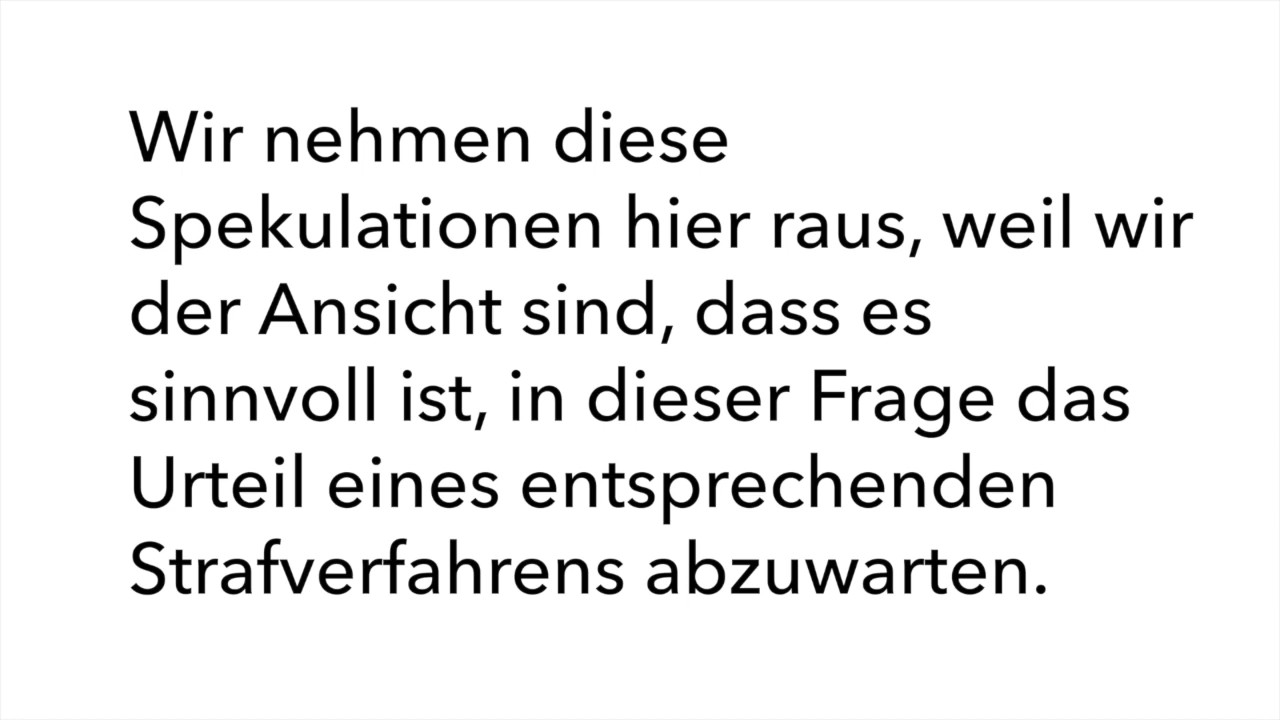 Wir nehmen diese
Spekulationen hier raus, weil wir
der Ansicht sind, dass es
sinnvoll ist, in dieser Frage das
Urteil eines entsprechenden
Strafverfahrens abzuwarten.